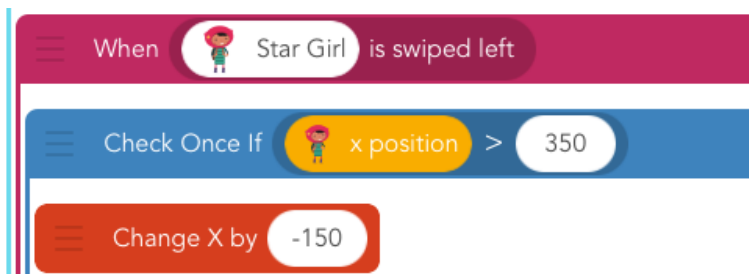 When Star Girl is swiped left
Check Once If x position > 350
Change X by -150